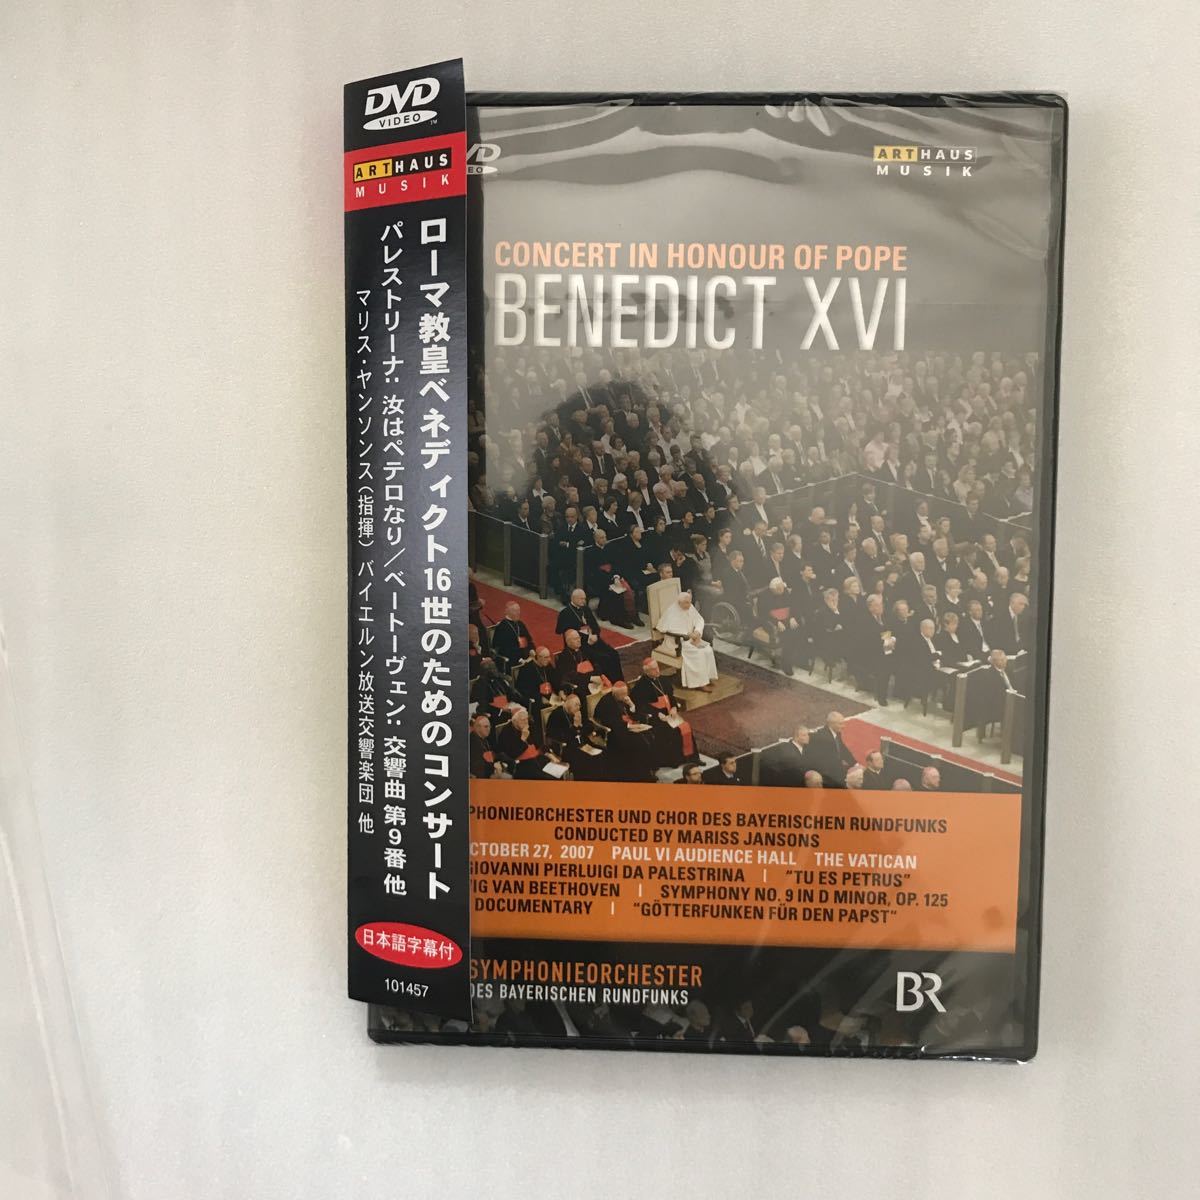 DVD
VIDEO
ARTHAUS
MUSIK
ローマ教皇ベネディクト16世のためのコンサート
パレストリーナ：汝はペテロなり／ベートーヴェン：交響曲 第9番 他
マリス・ヤンソンス（指揮） バイエルン放送交響楽団 他
日本語字幕付
101457
VD
EO
ARTHAUS
MUSIK
CONCERT IN HONOUR OF POPE
BENEDICT XVI
PHONIEORCHESTER UND CHOR DES BAYERISCHEN RUNDFUNKS
CONDUCTED BY MARISS JANSONS
CTOBER 27, 2007 PAUL VI AUDIENCE HALL THE VATICAN
GIOVANNI PIERLUIGI DA PALESTRINA | "TU ES PETRUS"
IG VAN BEETHOVEN | SYMPHONY NO. 9 IN D MINOR, OP. 125
DOCUMENTARY | "GÖTTERFUNKEN FÜR DEN PAPST"
SYMPHONIEORCHESTER
DES BAYERISCHEN RUNDFUNKS
BR